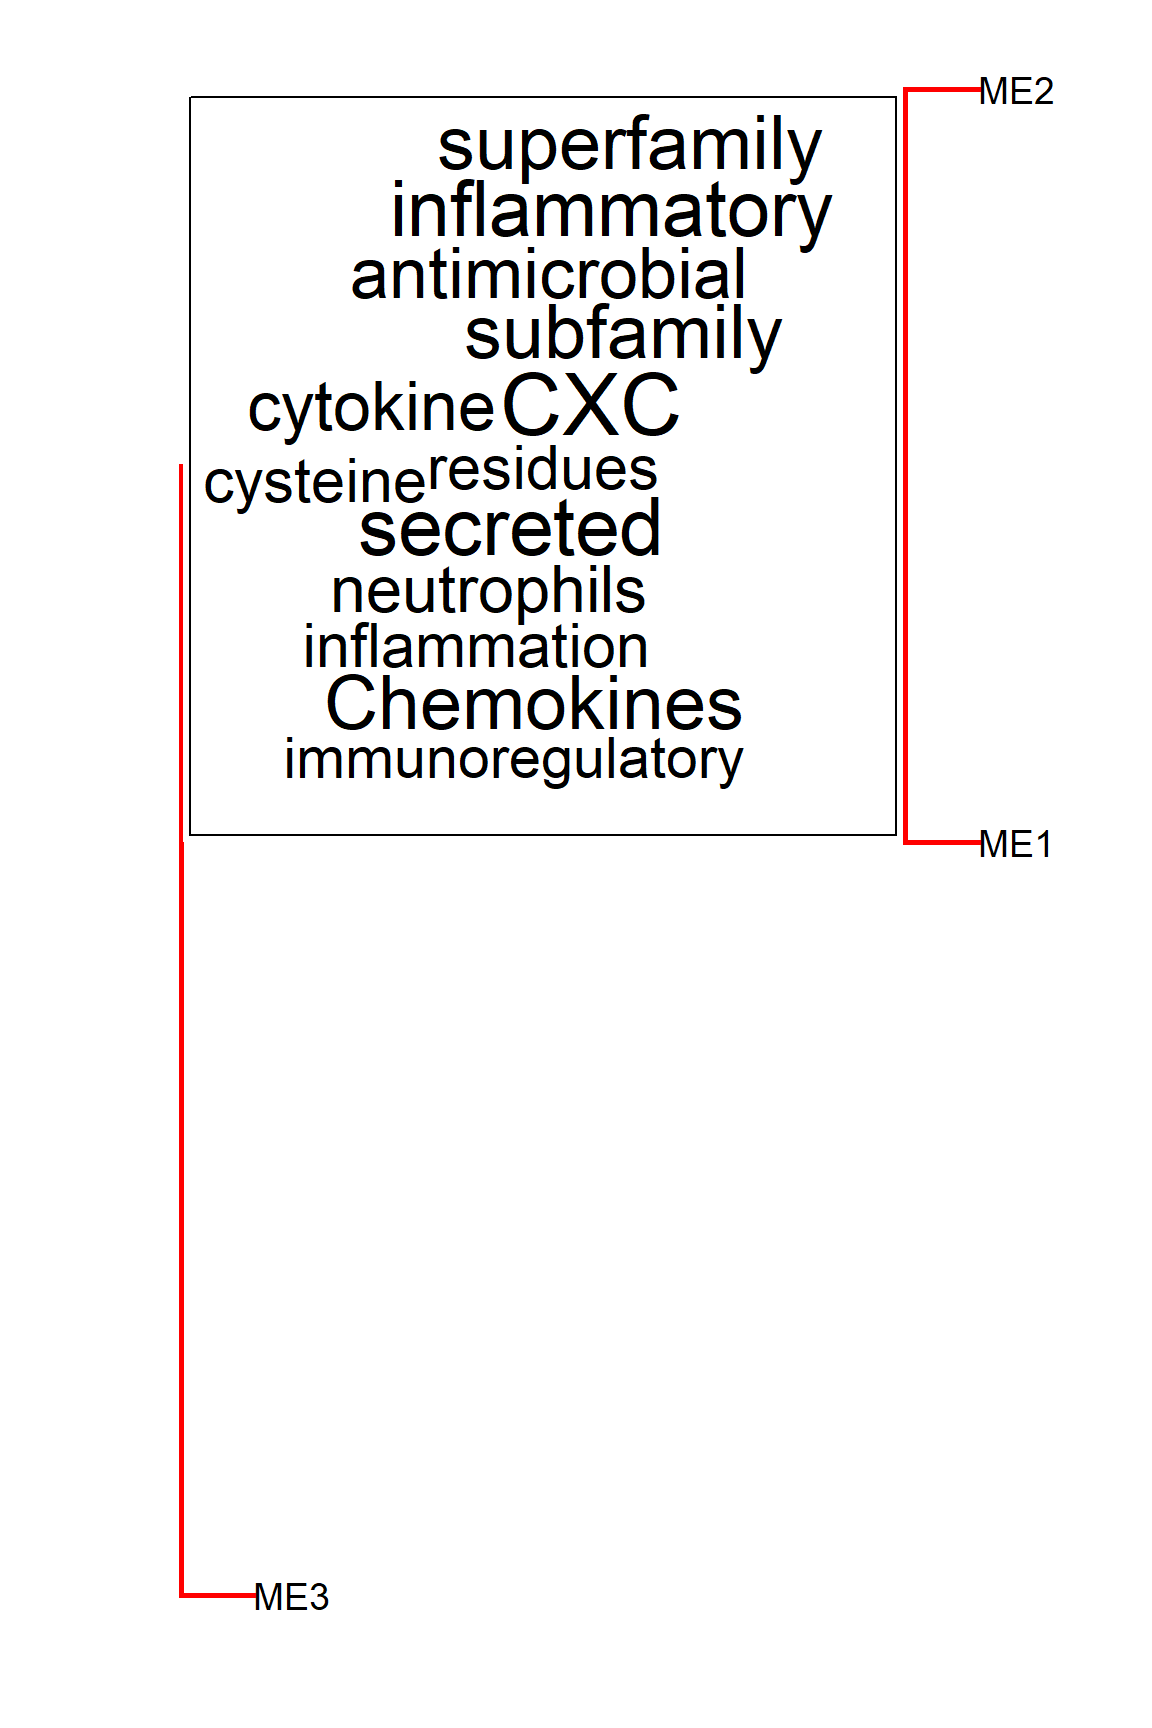 ME2
superfamily
inflammatory
antimicrobial
subfamily
cytokine CXC
cysteine residues
secreted
neutrophils
inflammation
Chemokines
immunoregulatory
ME1
ME3